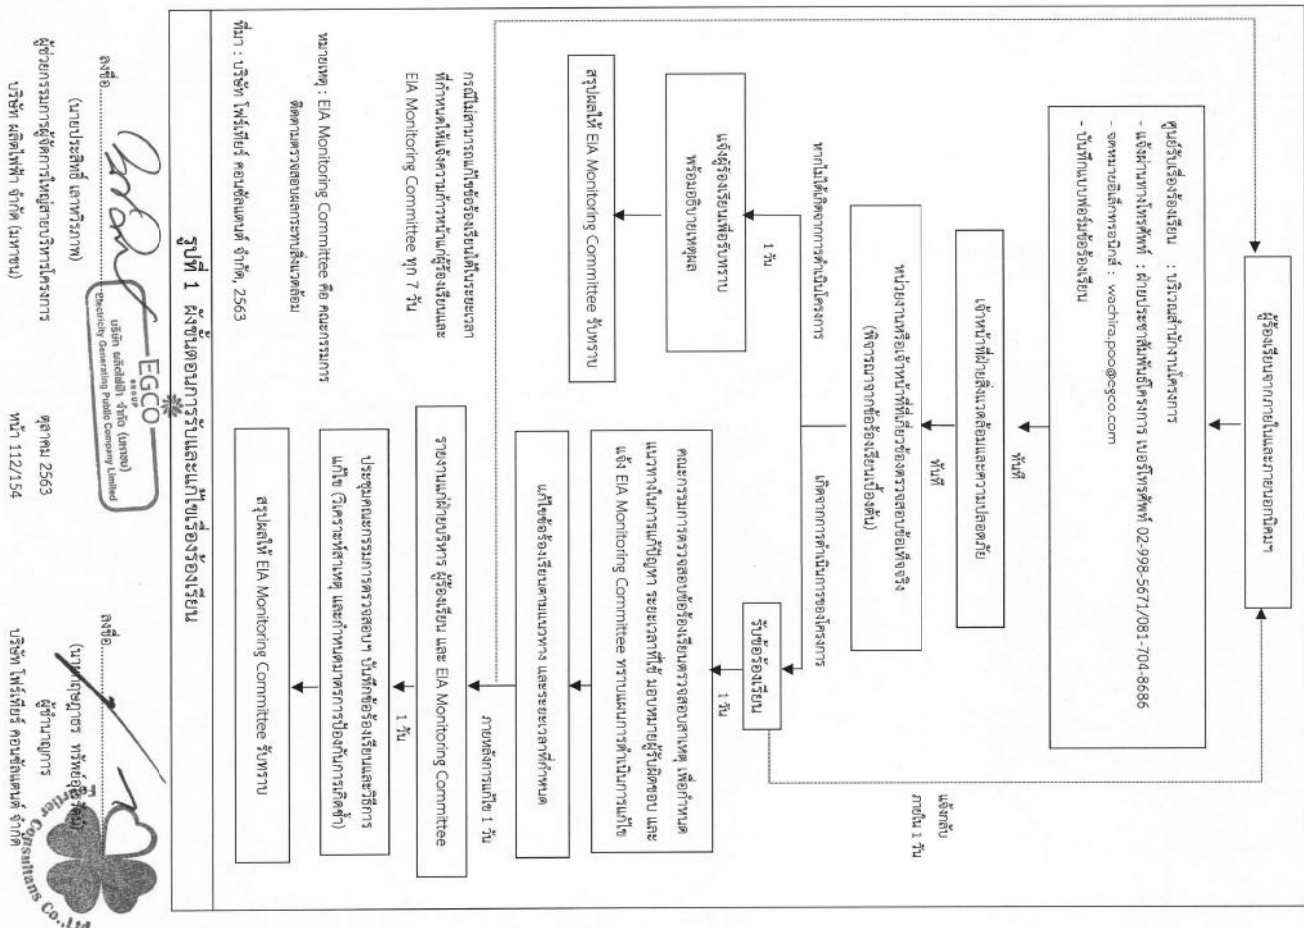 ผู้ร้องเรียนจากภายในและภายนอกนิคมฯ
ศูนย์รับเรื่องร้องเรียน : บริเวณสำนักงานโครงการ
- แจ้งผ่านทางโทรศัพท์ : ฝ่ายประชาสัมพันธ์โครงการ เบอร์โทรศัพท์ 02-998-5671/081-704-8686
- จดหมายอิเล็กทรอนิกส์ : wachira.poo@egco.com
- บันทึกแบบฟอร์มข้อร้องเรียน
ทันที
เจ้าหน้าที่ฝ่ายสิ่งแวดล้อมและความปลอดภัย
ทันที
หน่วยงานหรือเจ้าหน้าที่ที่เกี่ยวข้องตรวจสอบข้อเท็จจริง
(พิจารณาจากข้อร้องเรียนเบื้องต้น)
หากไม่ได้เกิดจากการดำเนินโครงการ
เกิดจากการดำเนินการของโครงการ
1 วัน
แจ้งผู้ร้องเรียนเพื่อรับทราบ
พร้อมอธิบายเหตุผล
สรุปผลให้ EIA Monitoring Committee รับทราบ
รับข้อร้องเรียน
แจ้งกลับ
ภายใน 1 วัน
1 วัน
คณะกรรมการตรวจสอบข้อร้องเรียนตรวจสอบสาเหตุ เพื่อกำหนด
แนวทางในการแก้ปัญหา ระยะเวลาที่ใช้ มอบหมายผู้รับผิดชอบ และ
แจ้ง EIA Monitoring Committee ทราบแผนการดำเนินการแก้ไข
แก้ไขข้อร้องเรียนตามแนวทาง และระยะเวลาที่กำหนด
ภายหลังการแก้ไข 1 วัน
รายงานแก่ฝ่ายบริหาร ผู้ร้องเรียน และ EIA Monitoring Committee
1 วัน
ประชุมคณะกรรมการตรวจสอบฯ บันทึกข้อร้องเรียนและวิธีการ
แก้ไข (วิเคราะห์สาเหตุ และกำหนดมาตรการป้องกันการเกิดซ้ำ)
สรุปผลให้ EIA Monitoring Committee รับทราบ
กรณีไม่สามารถแก้ไขข้อร้องเรียนได้ในระยะเวลา
ที่กำหนดให้แจ้งความก้าวหน้าแก่ผู้ร้องเรียนและ
EIA Monitoring Committee ทุก 7 วัน
หมายเหตุ : EIA Monitoring Committee คือ คณะกรรมการ
ติดตามตรวจสอบผลกระทบสิ่งแวดล้อม
ที่มา : บริษัท โฟร์เทียร์ คอนซัลแตนต์ จำกัด, 2563
รูปที่ 1 ผังขั้นตอนการรับและแก้ไขเรื่องร้องเรียน
ลงชื่อ
(นายประสิทธิ์ เลาหวิรภาพ)
ผู้ช่วยกรรมการผู้จัดการใหญ่สายบริหารโครงการ
บริษัท ผลิตไฟฟ้า จำกัด (มหาชน)
EGCO
GROUP
บริษัท ผลิตไฟฟ้า จำกัด (มหาชน)
Electricity Generating Public Company Limited
ตุลาคม 2563
หน้า 112/154
ลงชื่อ
ผู้ชำนาญการ
บริษัท โฟร์เทียร์ คอนซัลแตนต์ จำกัด
Fourtier Consultans Co.,Ltd.